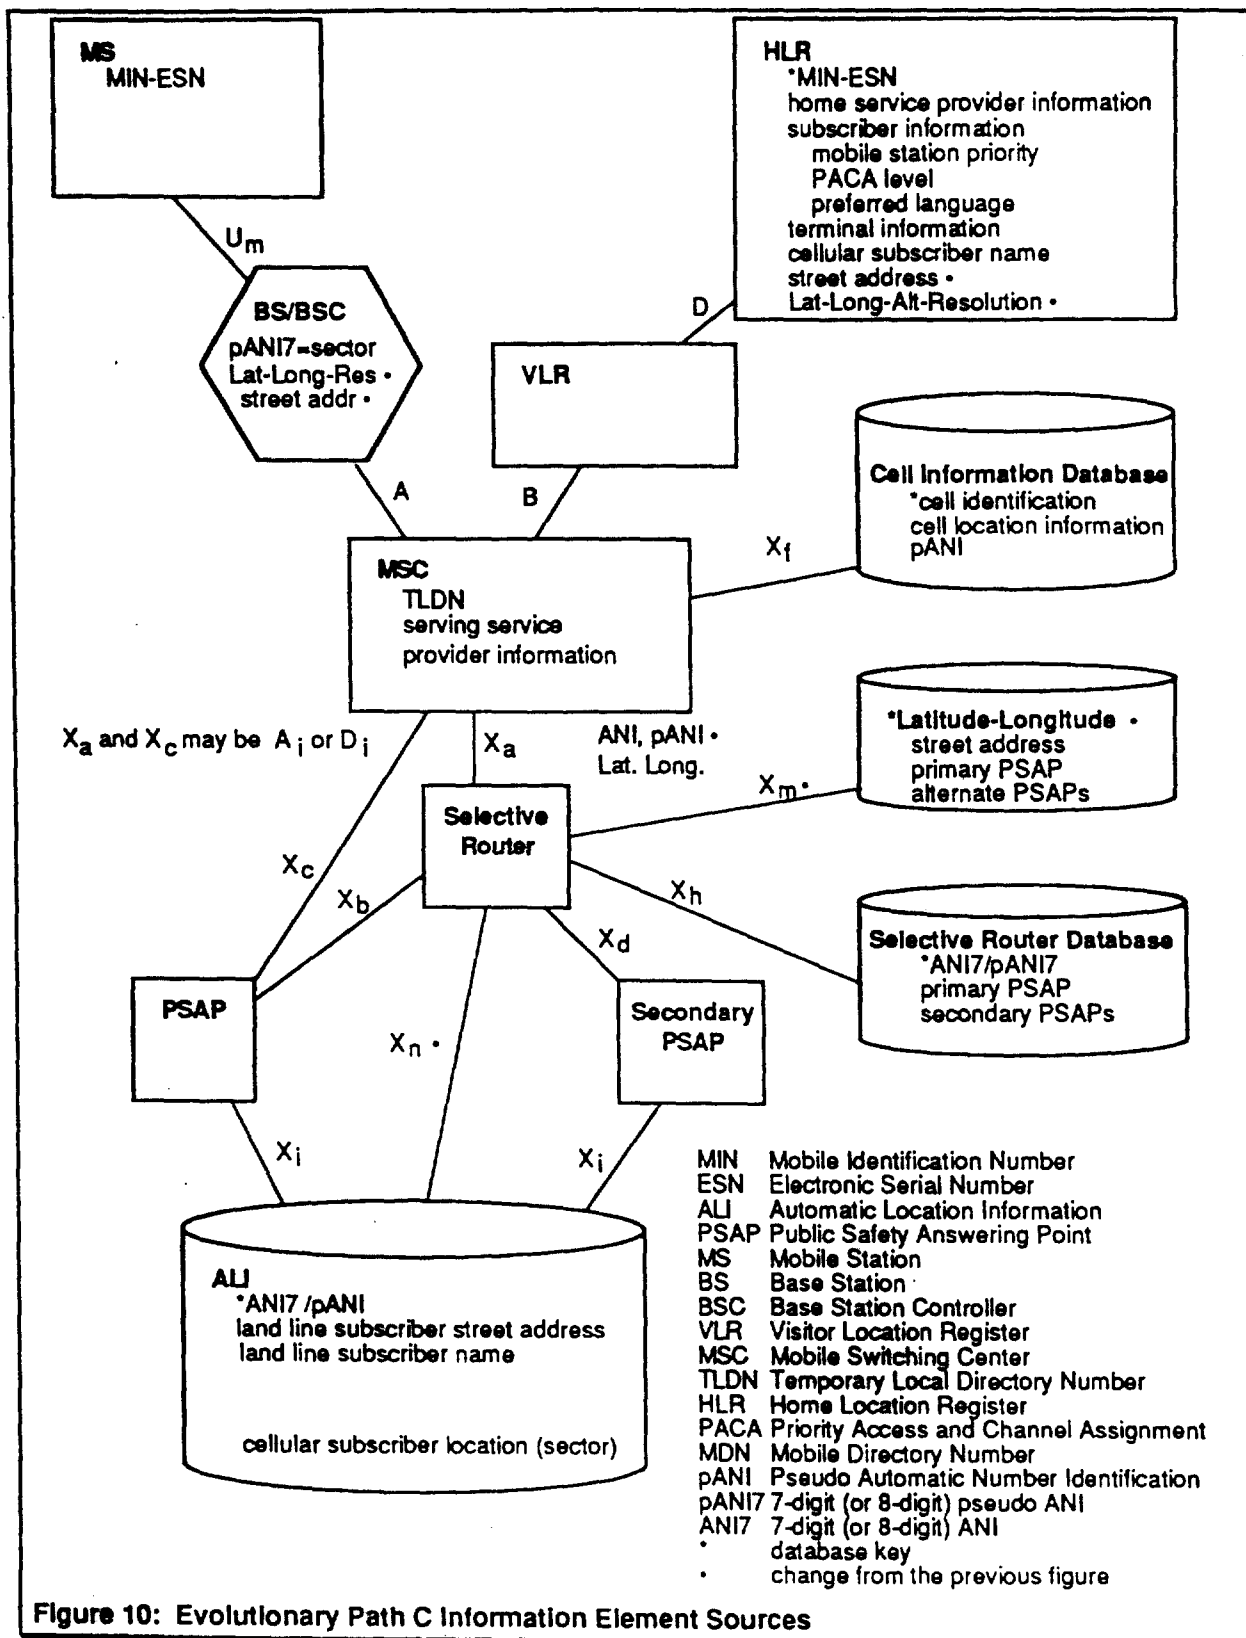 MS
MIN-ESN
HLR
*MIN-ESN
home service provider information
subscriber information
mobile station priority
PACA level
preferred language
terminal information
cellular subscriber name
street address •
Lat-Long-Alt-Resolution •
Um
D
BS/BSC
pANI7=sector
Lat-Long-Res •
street addr •
VLR
A
B
Cell Information Database
*cell identification
cell location information
pANI
Xf
MSC
TLDN
serving service
provider information
*Latitude-Longitude •
street address
primary PSAP
alternate PSAPs
Xa and Xc may be Ai or Di
Xa
ANI, pANI •
Lat. Long.
Xm •
Selective
Router
Xc
Xb
Xh
Xd
Selective Router Database
*ANI7/pANI7
primary PSAP
secondary PSAPs
PSAP
Xn •
Secondary
PSAP
Xi
Xi
ALI
*ANI7 /pANI
land line subscriber street address
land line subscriber name
cellular subscriber location (sector)
MIN Mobile Identification Number
ESN Electronic Serial Number
ALI Automatic Location Information
PSAP Public Safety Answering Point
MS Mobile Station
BS Base Station
BSC Base Station Controller
VLR Visitor Location Register
MSC Mobile Switching Center
TLDN Temporary Local Directory Number
HLR Home Location Register
PACA Priority Access and Channel Assignment
MDN Mobile Directory Number
pANI Pseudo Automatic Number Identification
pANI7 7-digit (or 8-digit) pseudo ANI
ANI7 7-digit (or 8-digit) ANI
* database key
• change from the previous figure
Figure 10: Evolutionary Path C Information Element Sources